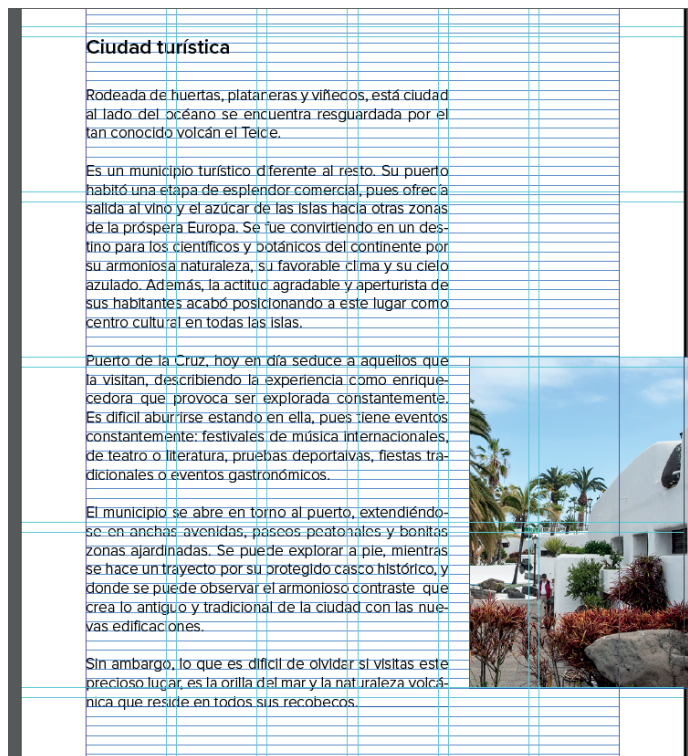 Ciudad turística
Rodeada de huertas, plataneras y viñedos, está ciudad
al lado del océano se encuentra resguardada por el
tan conocido volcán el Teide.
Es un municipio turístico diferente al resto. Su puerto
habitó una etapa de esplendor comercial, pues ofrecía
salida al vino y el azúcar de las islas hacia otras zonas
de la próspera Europa. Se fue convirtiendo en un des-
tino para los científicos y botánicos del continente por
su armoniosa naturaleza, su favorable clima y su cielo
azulado. Además, la actitud agradable y aperturista de
sus habitantes acabó posicionando a este lugar como
centro cultural en todas las islas.
Puerto de la Cruz, hoy en día seduce a aquellos que
la visitan, describiendo la experiencia como enrique-
cedora que provoca ser explorada constantemente.
Es dificil aburrirse estando en ella, pues tiene eventos
constantemente: festivales de música internacionales,
de teatro o literatura, pruebas deportaivas, fiestas tra-
dicionales o eventos gastronómicos.
El municipio se abre en torno al puerto, extendiéndo-
se en anchas avenidas, paseos peatonales y bonitas
zonas ajardinadas. Se puede explorar a pie, mientras
se hace un trayecto por su protegido casco histórico, y
donde se puede observar el armonioso contraste que
crea lo antiguo y tradicional de la ciudad con las nue-
vas edificaciones.
Sin ambargo, lo que es dificil de olvidar si visitas este
precioso lugar, es la orilla del mar y la naturaleza volcá-
nica que reside en todos sus recobecos.